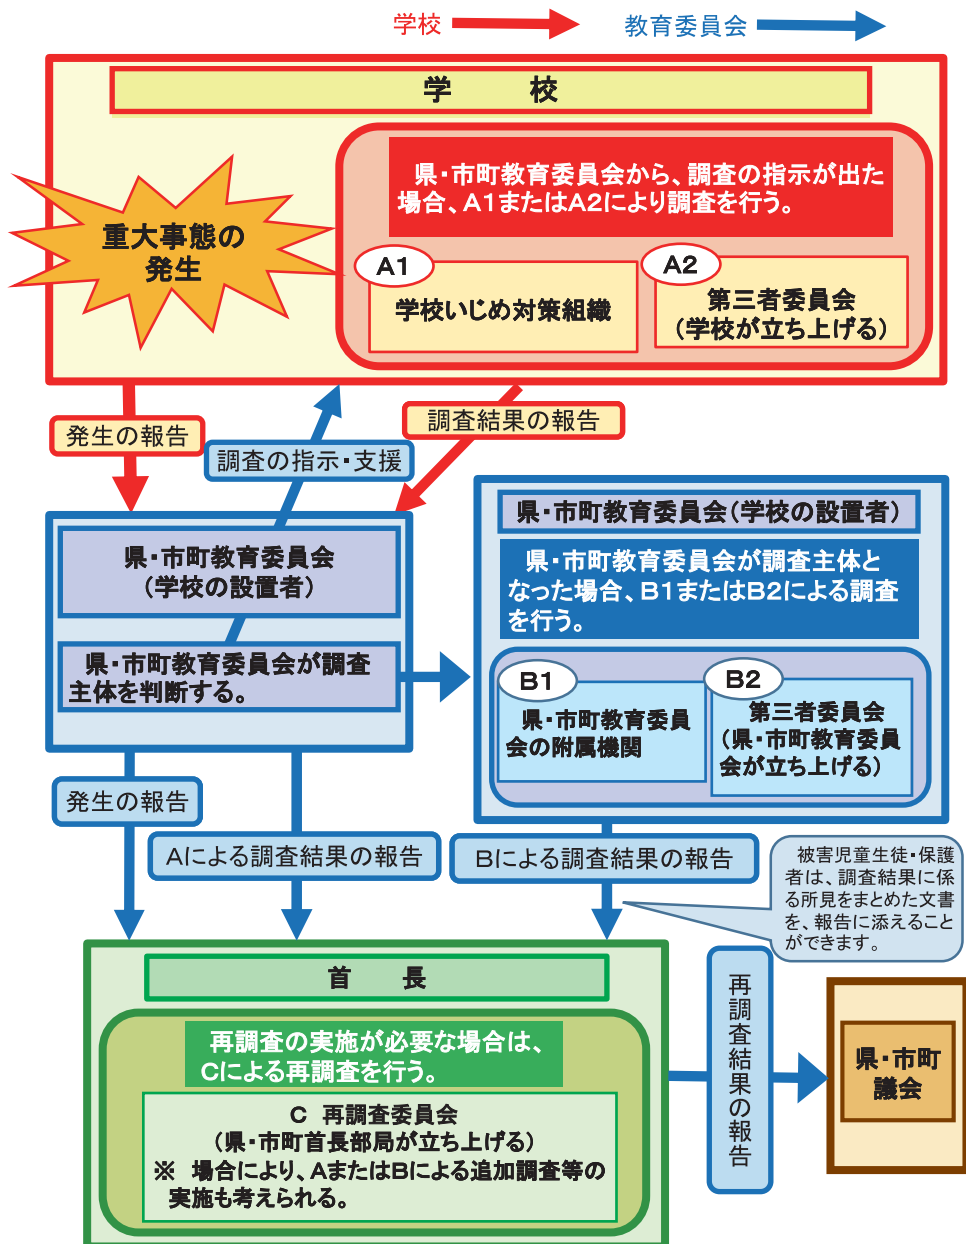 学校
教育委員会
学　校
重大事態の
発生
県・市町教育委員会から、調査の指示が出た
場合、A1またはA2により調査を行う。
A1
学校いじめ対策組織
A2
第三者委員会
(学校が立ち上げる)
発生の報告
調査の指示・支援
調査結果の報告
県・市町教育委員会
(学校の設置者)
県・市町教育委員会が調査
主体を判断する。
県・市町教育委員会(学校の設置者)
県・市町教育委員会が調査主体と
なった場合、B1またはB2による調査
を行う。
B1
県・市町教育委員
会の附属機関
B2
第三者委員会
(県・市町教育委員
会が立ち上げる)
発生の報告
Aによる調査結果の報告
Bによる調査結果の報告
被害児童生徒・保護
者は、調査結果に係
る所見をまとめた文書
を、報告に添えること
ができます。
首　長
再調査の実施が必要な場合は、
Cによる再調査を行う。
C　再調査委員会
(県・市町首長部局が立ち上げる)
※　場合により、AまたはBによる追加調査等の
実施も考えられる。
再調査結果の報告
県・市町
議会